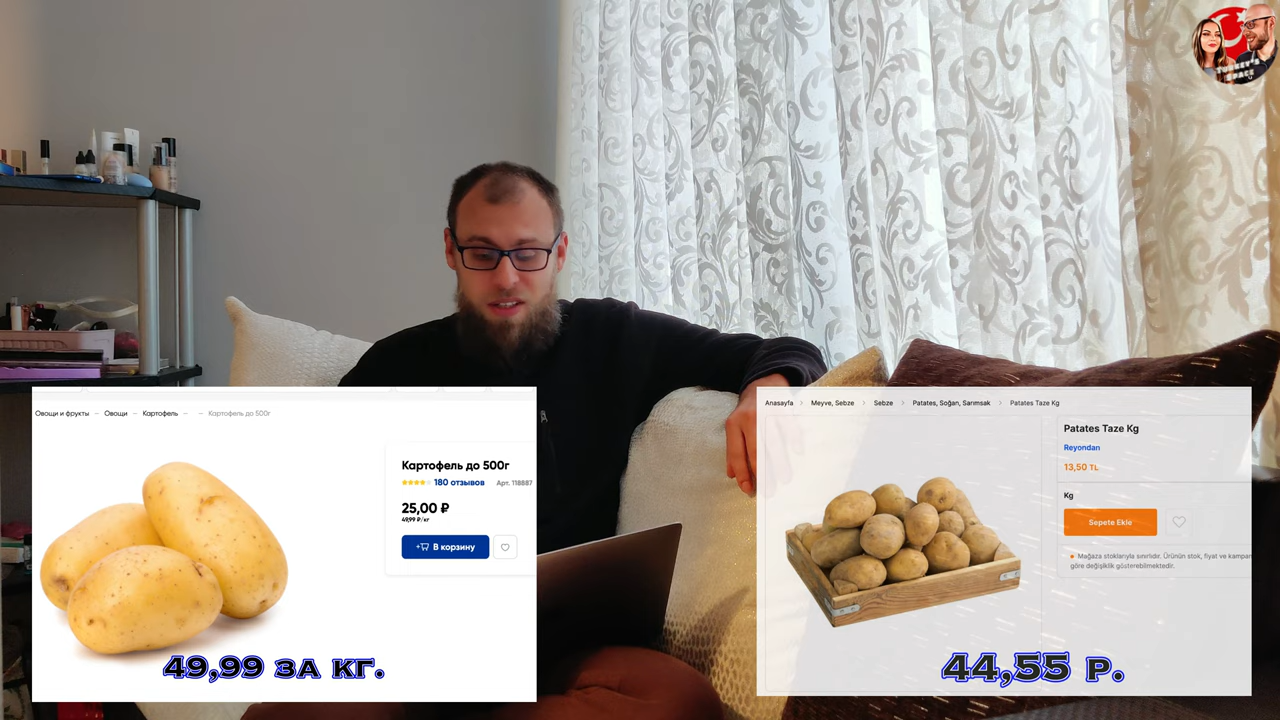 TURKEY'S
SPACE
Овощи и фрукты – Овощи – Картофель – – Картофель до 500г
Картофель до 500г
180 отзывов Арт. 118887
25,00 ₽
49,99 ₽/кг
В корзину
49,99 за кг.
Anasayfa > Meyve, Sebze > Sebze > Patates, Soğan, Sarımsak > Patates Taze Kg
Patates Taze Kg
Reyondan
13,50 TL
Kg
Sepete Ekle
Mağaza stoklarıyla sınırlıdır. Ürünün stok, fiyat ve kampan
göre değişiklik gösterebilmektedir.
44,55 р.